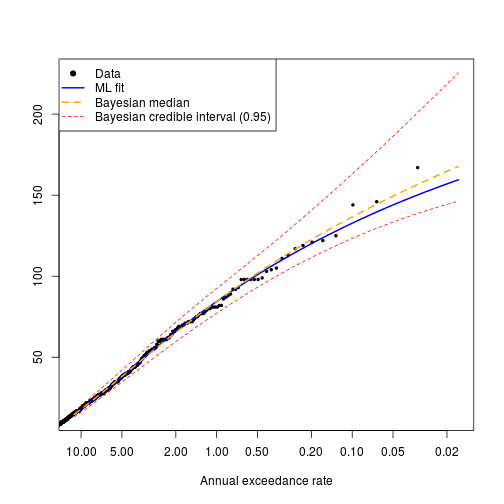 Data
ML fit
Bayesian median
Bayesian credible interval (0.95)
200
150
100
50
10.00 5.00 2.00 1.00 0.50 0.20 0.10 0.05 0.02
Annual exceedance rate